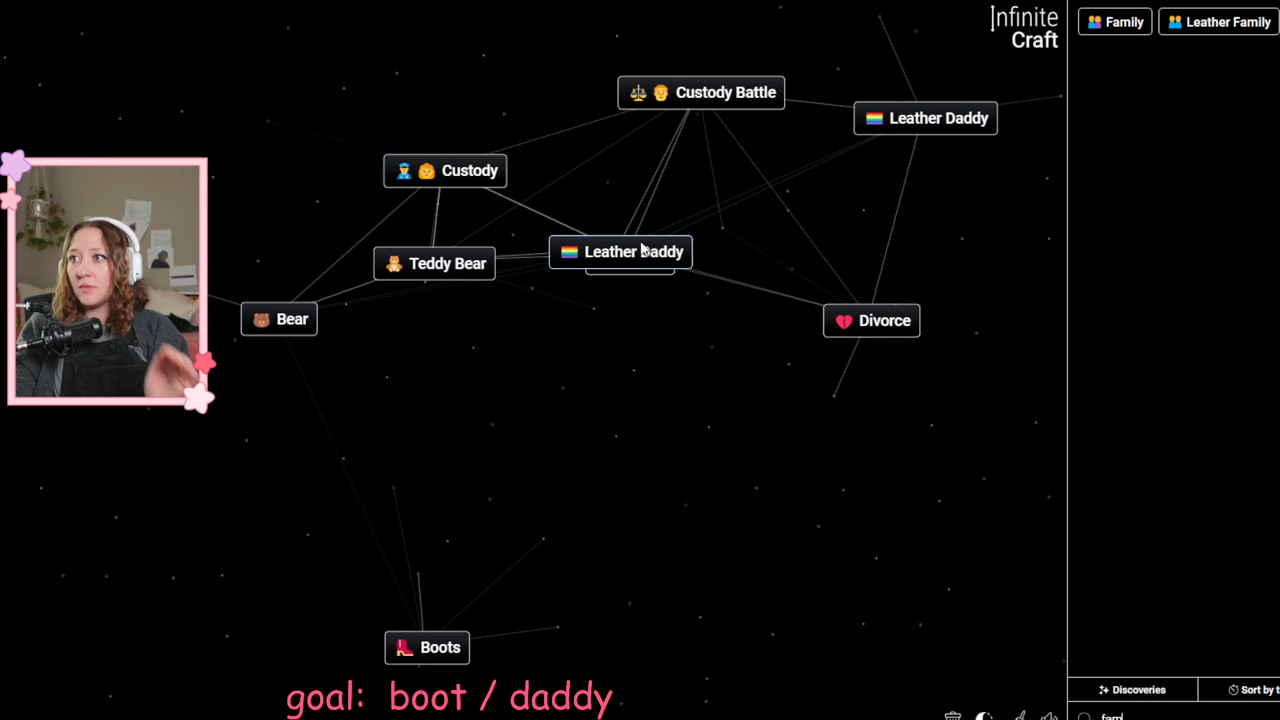 Infinite
Craft
Family
Leather Family
Custody Battle
Leather Daddy
Custody
Leather Daddy
Teddy Bear
Bear
Divorce
Boots
goal: boot / daddy
Discoveries
Sort by t
fam